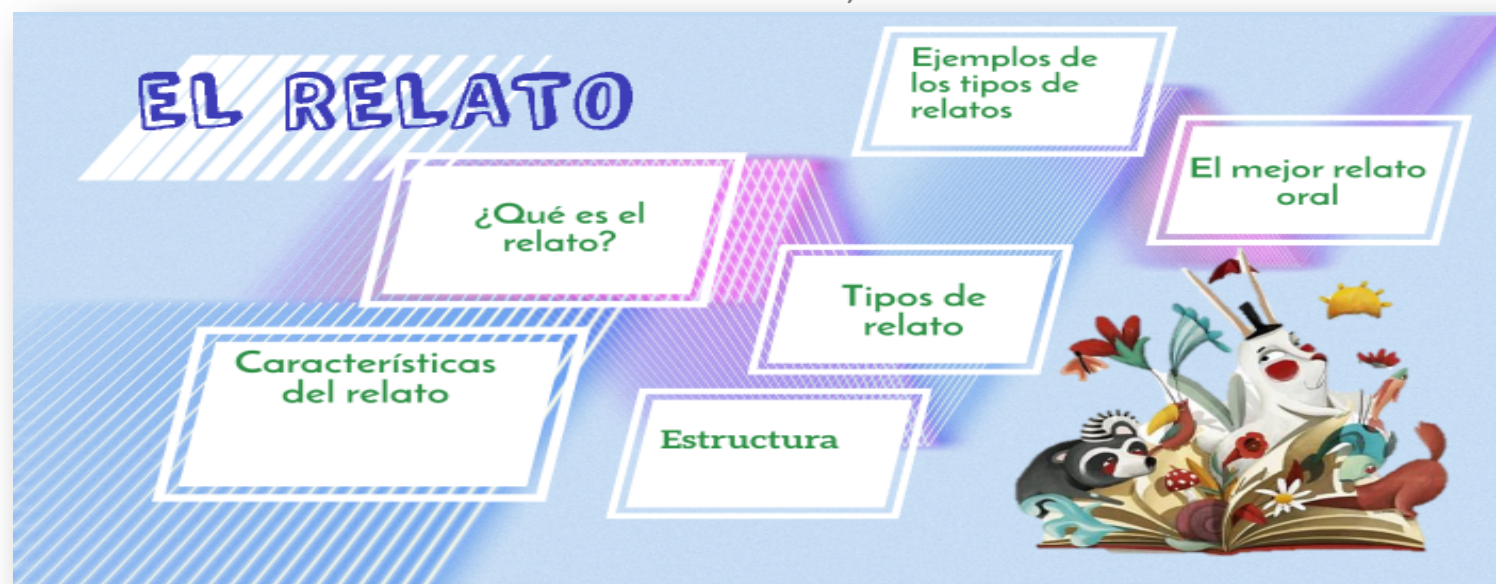 EL RELATO
¿Qué es el
relato?
Características
del relato
Estructura
Tipos de
relato
Ejemplos de
los tipos de
relatos
El mejor relato
oral